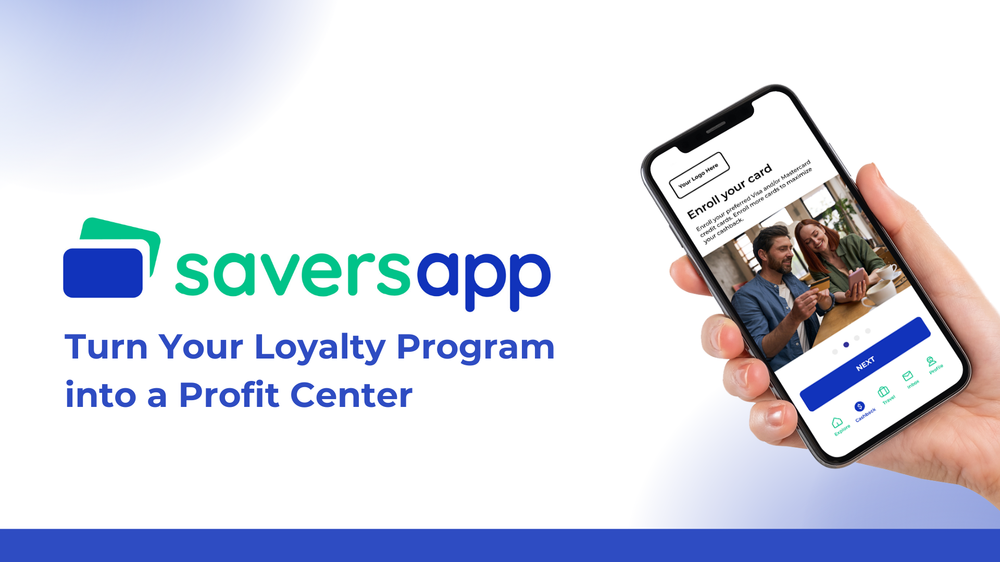 saversapp
Turn Your Loyalty Program
into a Profit Center
Your Logo Here
Enroll your card
Enroll your preferred Visa and/or Mastercard
credit cards. Enroll more cards to maximize
your cashback.
NEXT
Explore
Cashback
Travel
Inbox
Profile